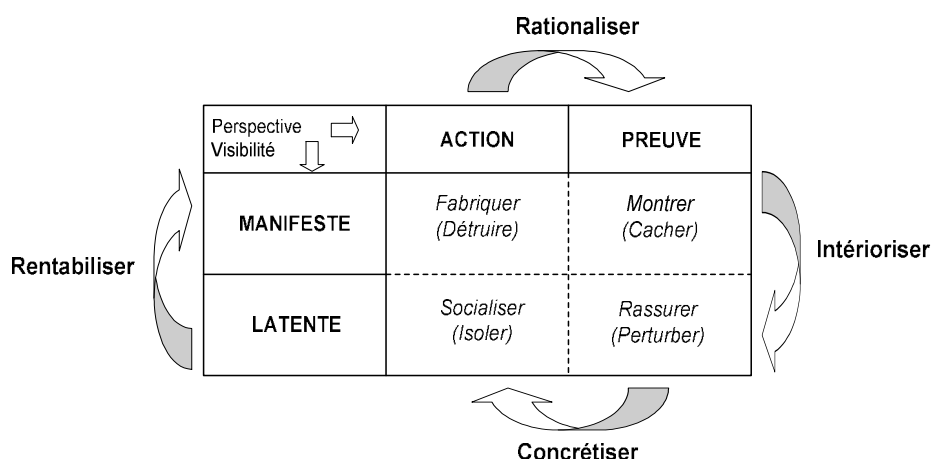 Rationaliser
Perspective
Visibilité
ACTION
PREUVE
MANIFESTE
Fabriquer
(Détruire)
Montrer
(Cacher)
Rentabiliser
Intérioriser
LATENTE
Socialiser
(Isoler)
Rassurer
(Perturber)
Concrétiser